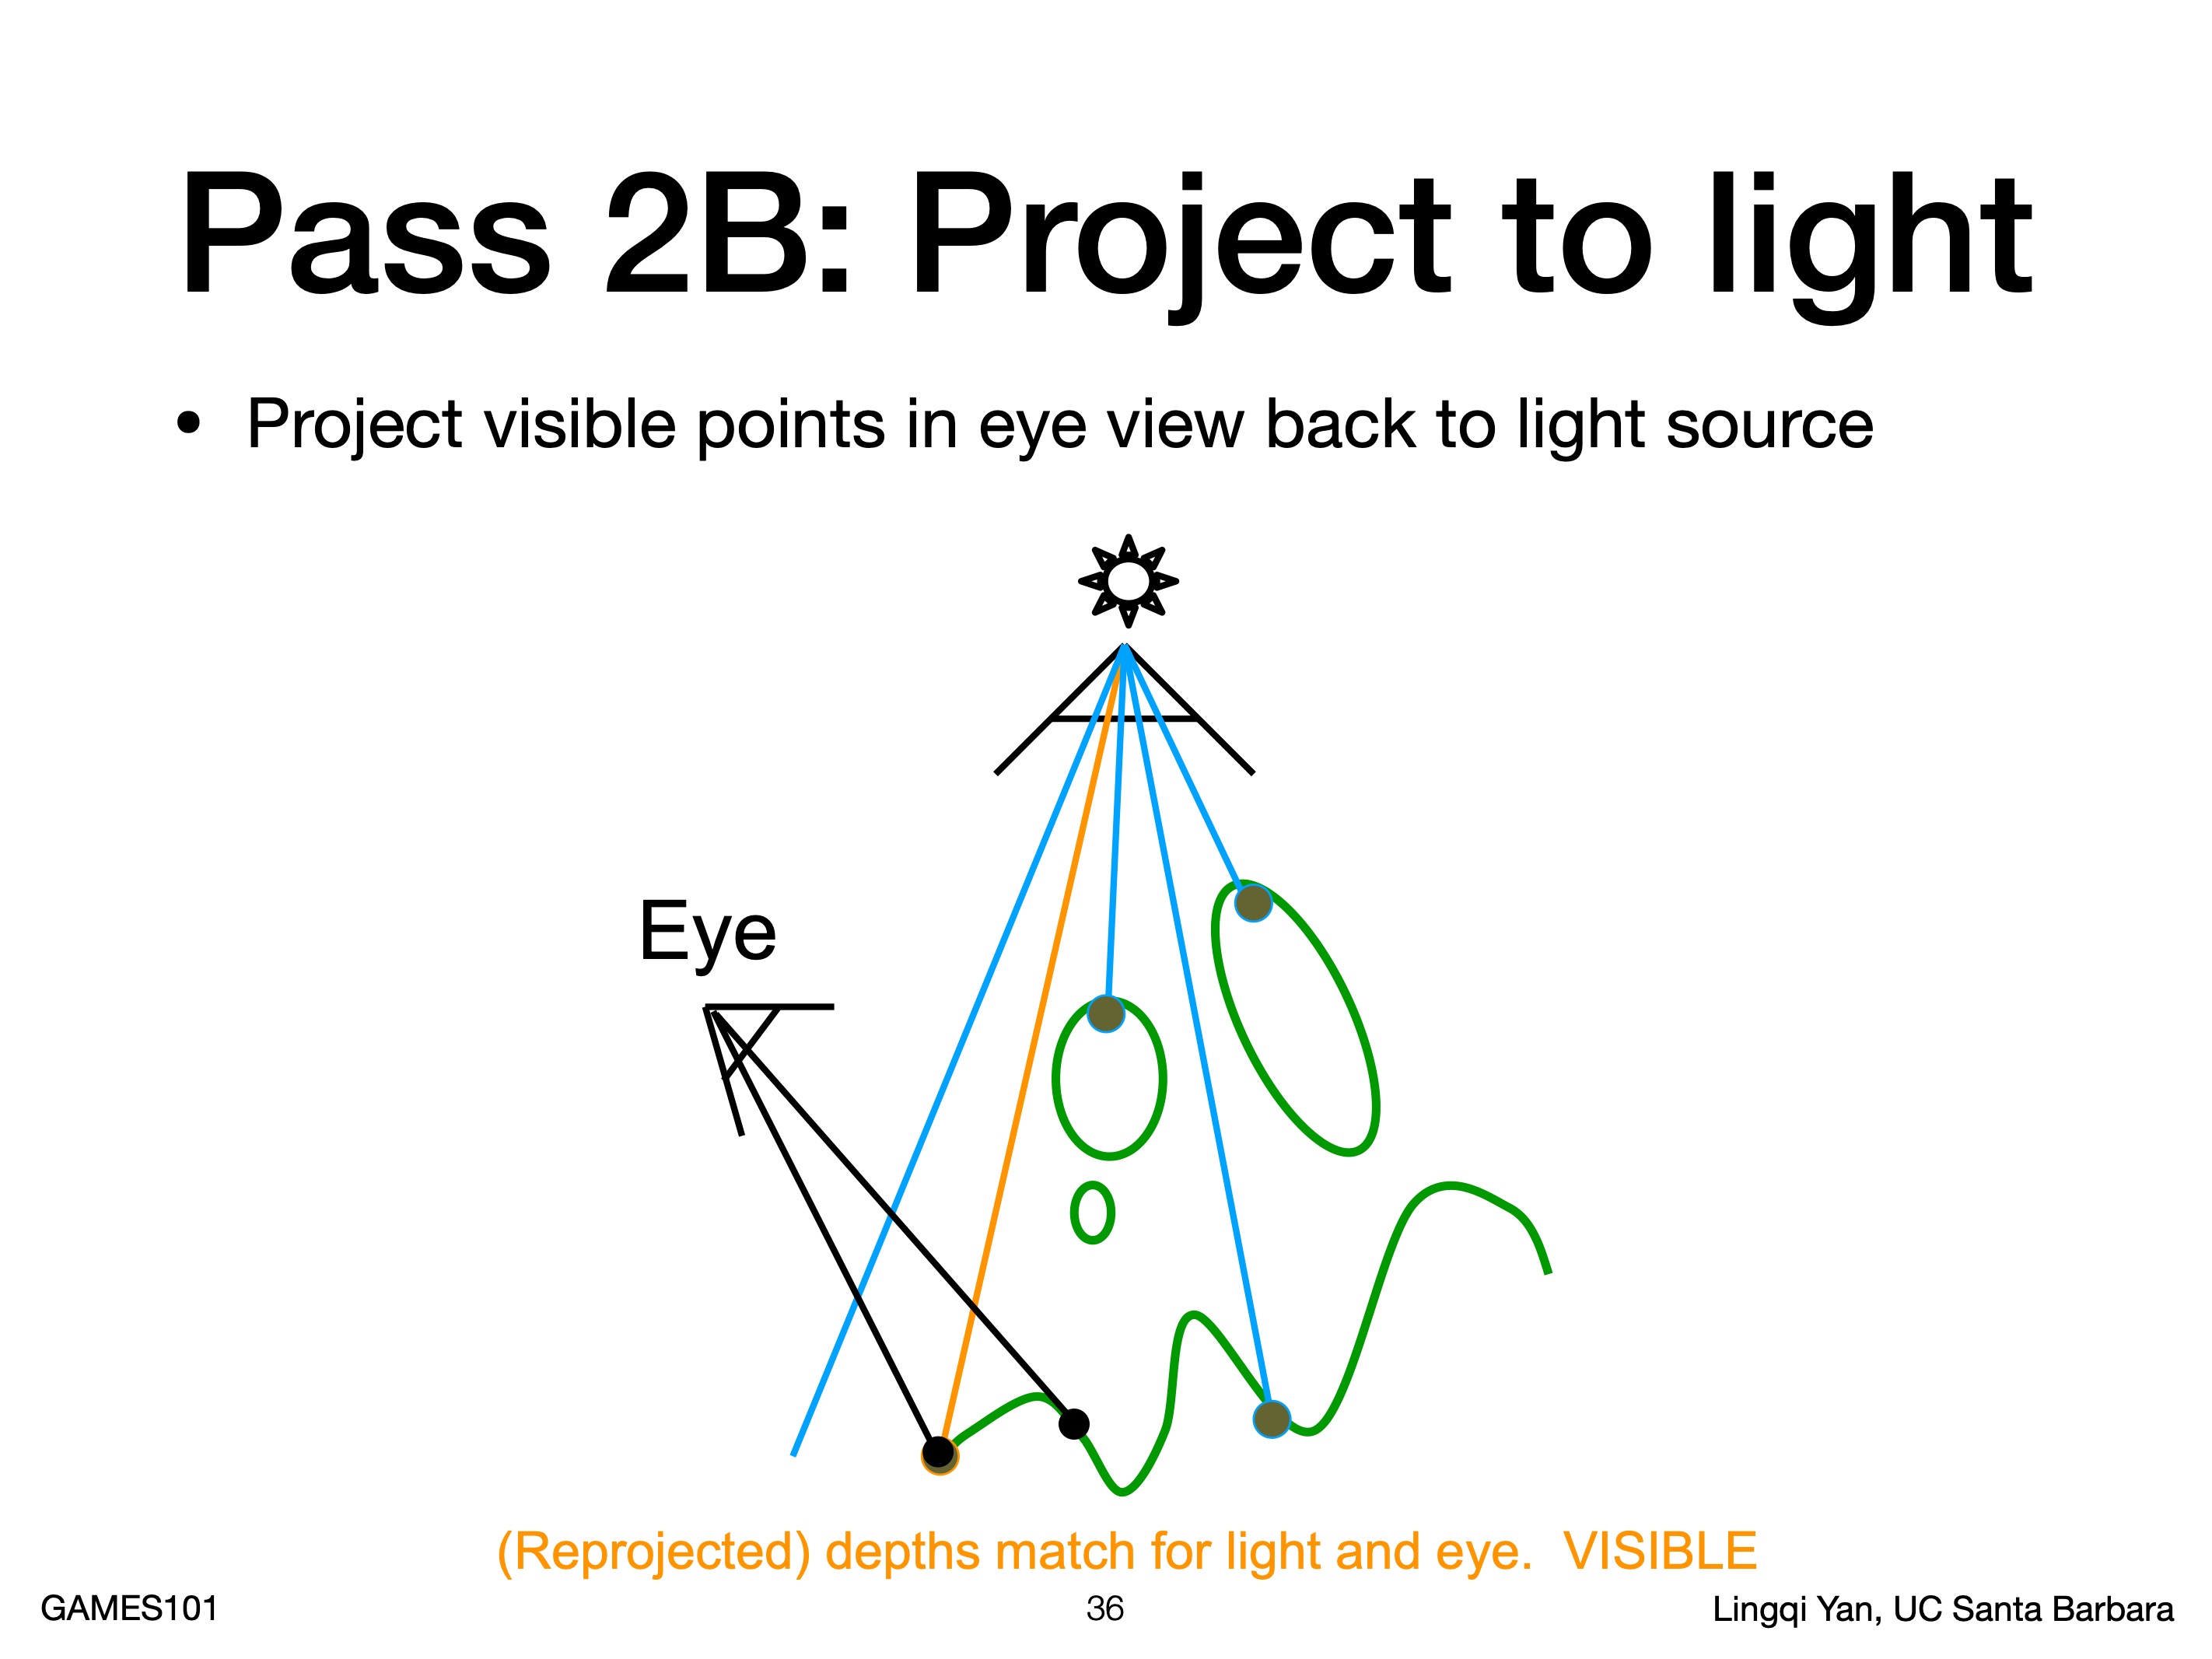 Pass 2B: Project to light
• Project visible points in eye view back to light source
Eye
(Reprojected) depths match for light and eye. VISIBLE
GAMES101
36
Lingqi Yan, UC Santa Barbara